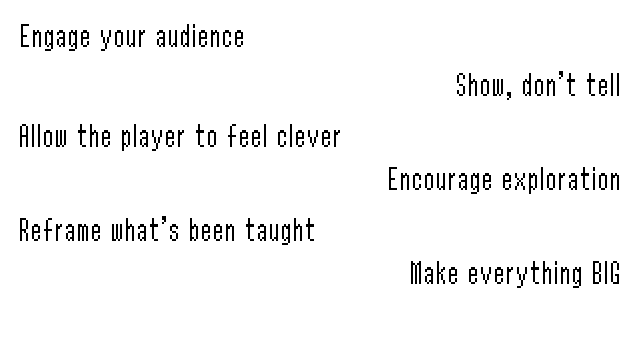 Engage your audience
Show, don't tell
Allow the player to feel clever
Encourage exploration
Reframe what's been taught
Make everything BIG